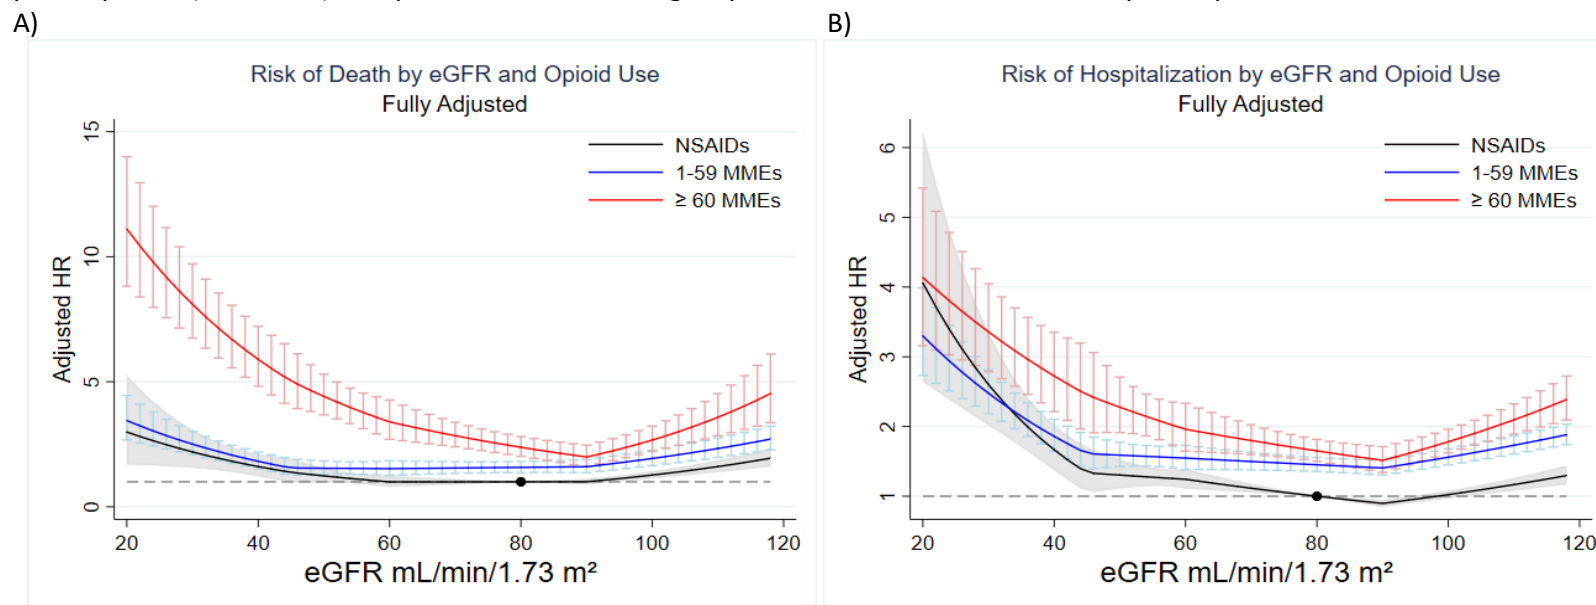 A)
Risk of Death by eGFR and Opioid Use
Fully Adjusted
NSAIDs
1-59 MMEs
≥ 60 MMEs
15
10
5
0
Adjusted HR
20 40 60 80 100 120
eGFR mL/min/1.73 m²
B)
Risk of Hospitalization by eGFR and Opioid Use
Fully Adjusted
NSAIDs
1-59 MMEs
≥ 60 MMEs
6
5
4
3
2
1
Adjusted HR
20 40 60 80 100 120
eGFR mL/min/1.73 m²